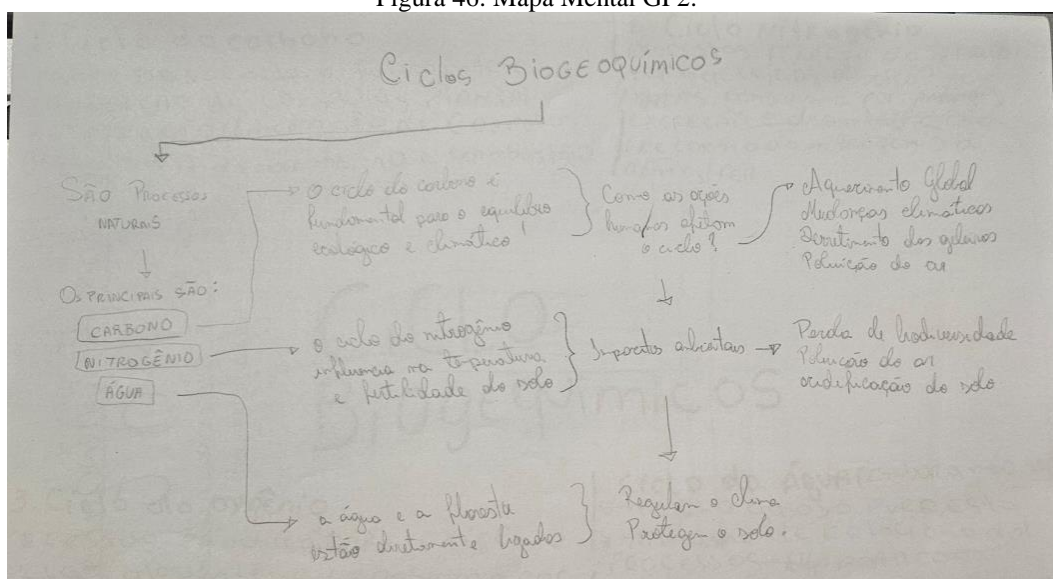 Figura 46: Mapa Mental GP2.
Ciclos BIOGEOQUÍMICOS
SÃO PROCESSOS
NATURAIS
OS PRINCIPAIS SÃO:
CARBONO
NITROGÊNIO
ÁGUA
O ciclo do carbono é
fundamental para o equilíbrio
ecológico e climático!
Como as ações
humanas afetam
o ciclo?
Aquecimento Global
Mudanças climáticas
Derretimento das geleiras
Poluição do ar
o ciclo do nitrogênio
influencia na temperatura
e fertilidade do solo
Impactos ambientais
Perda de biodiversidade
Poluição do ar
acidificação do solo
a água e a floresta
estão diretamente ligados
Regulam o clima
Protegem o solo.